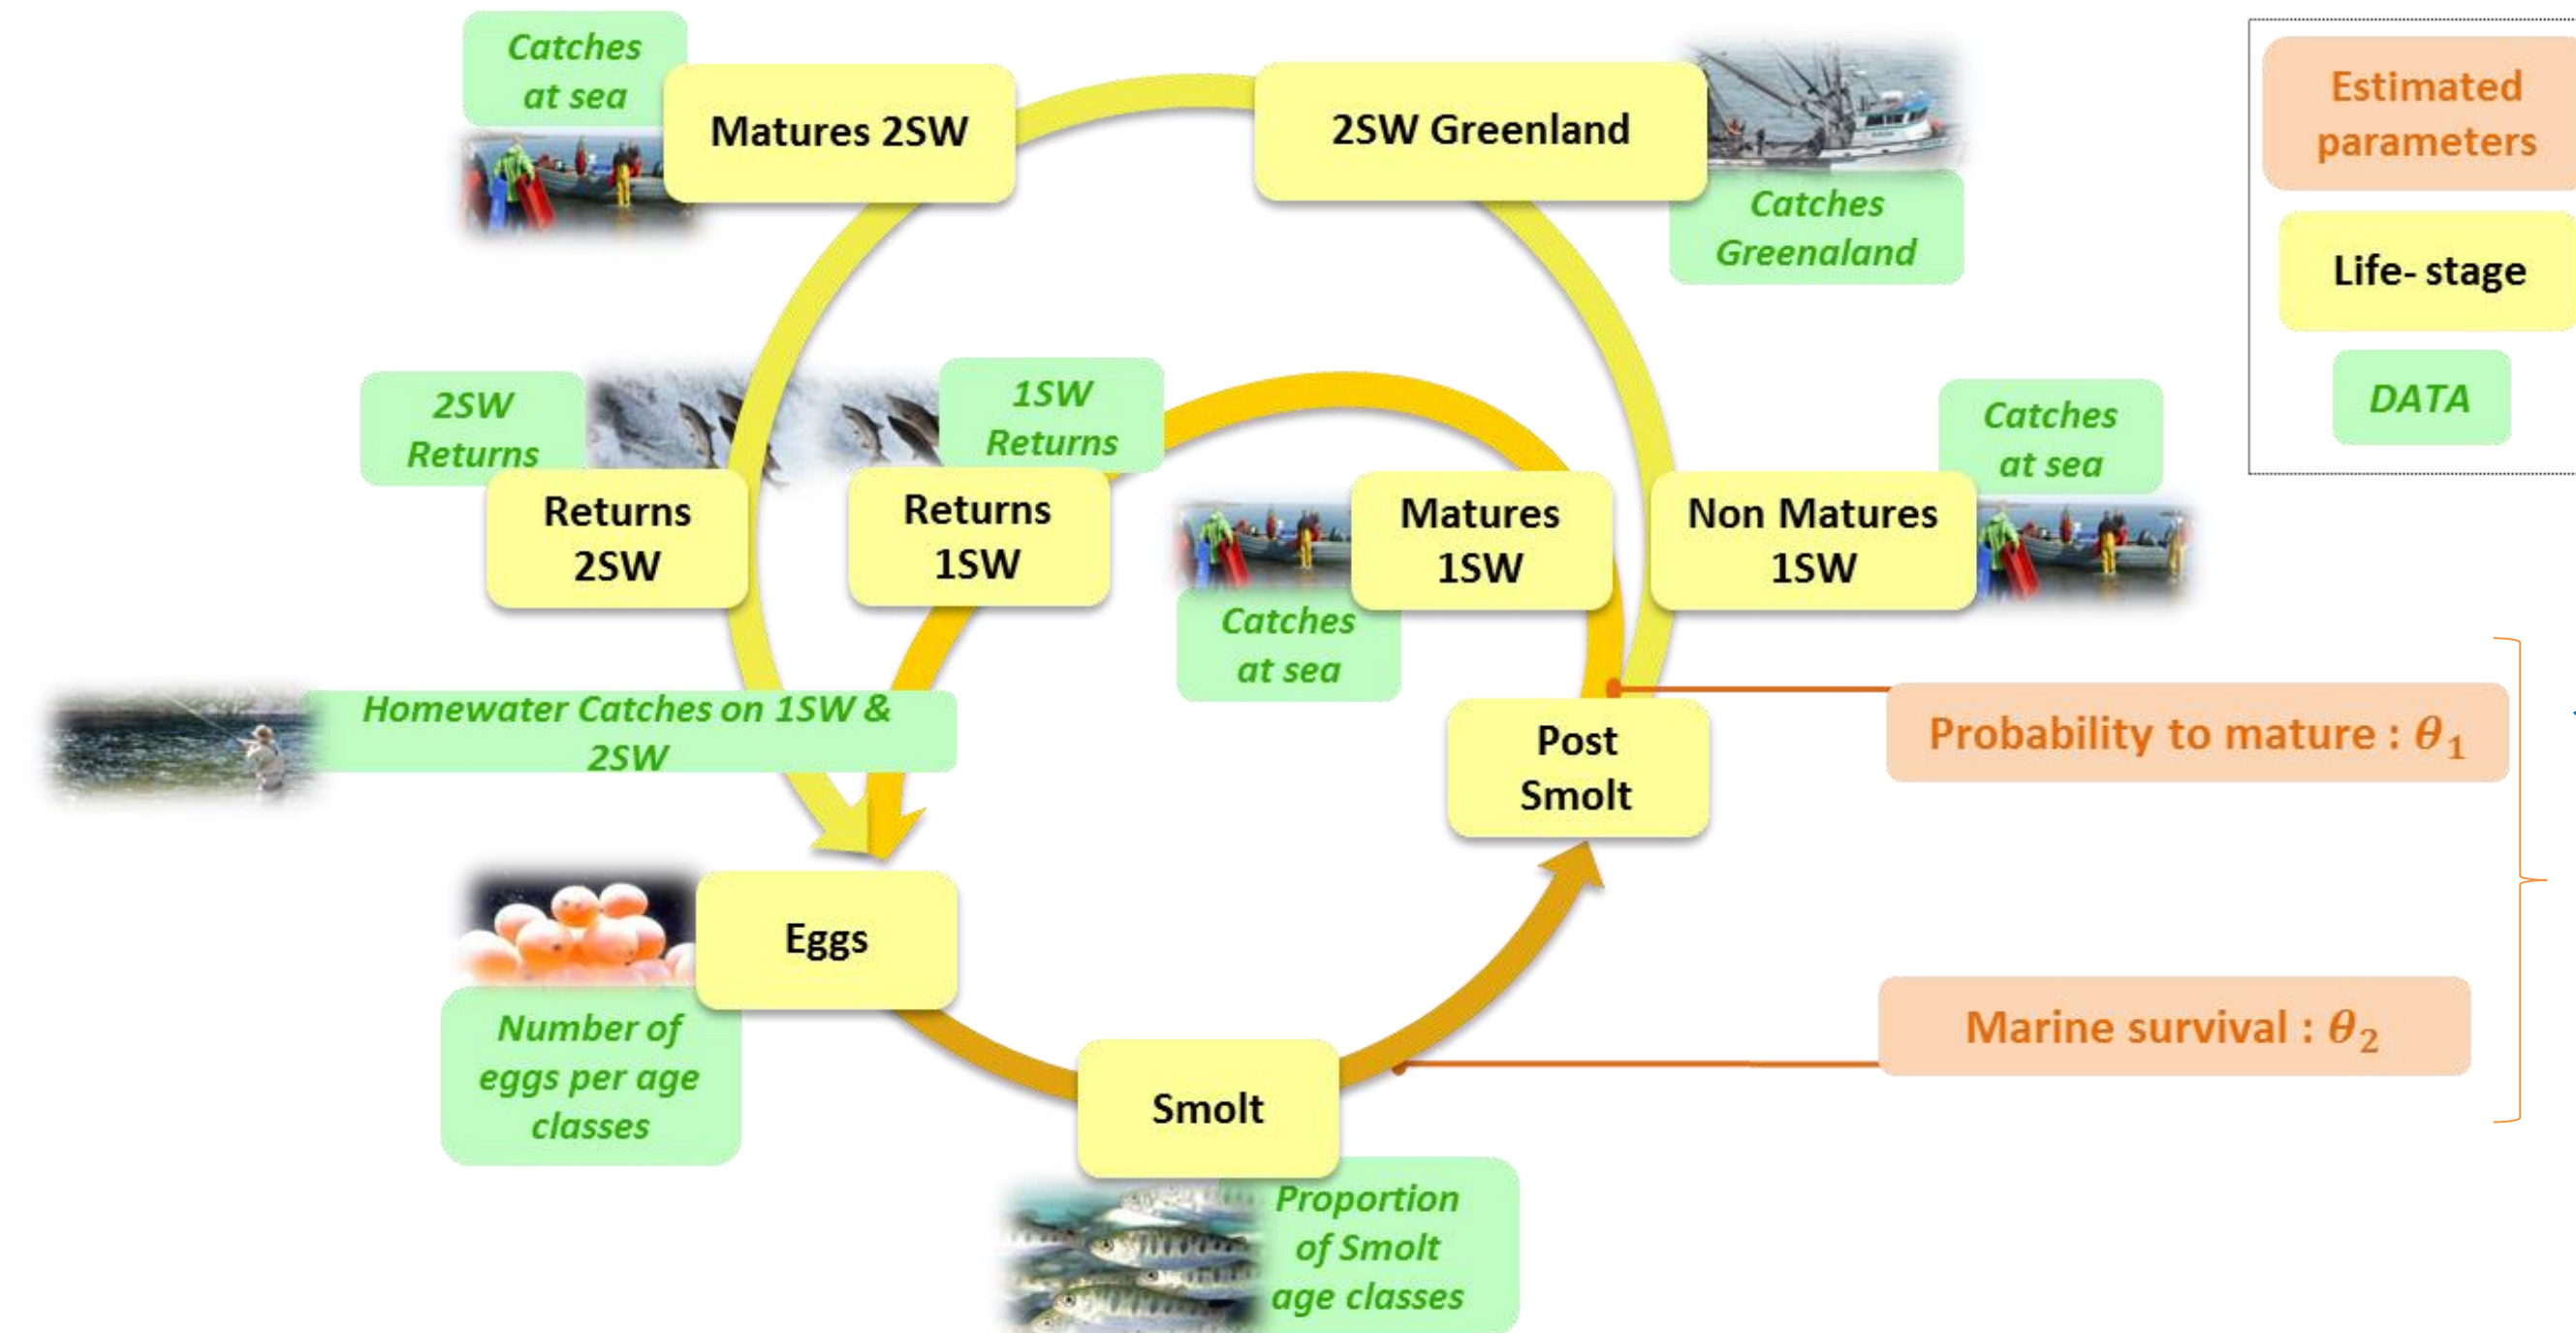 Catches
at sea
Matures 2SW
2SW Greenland
Catches
Greenaland
Estimated
parameters
Life- stage
DATA
2SW
Returns
1SW
Returns
Returns
2SW
Returns
1SW
Matures
1SW
Non Matures
1SW
Catches
at sea
Catches
at sea
Homewater Catches on 1SW &
2SW
Post
Smolt
Probability to mature : θ₁
Eggs
Number of
eggs per age
classes
Smolt
Marine survival : θ₂
Proportion
of Smolt
age classes